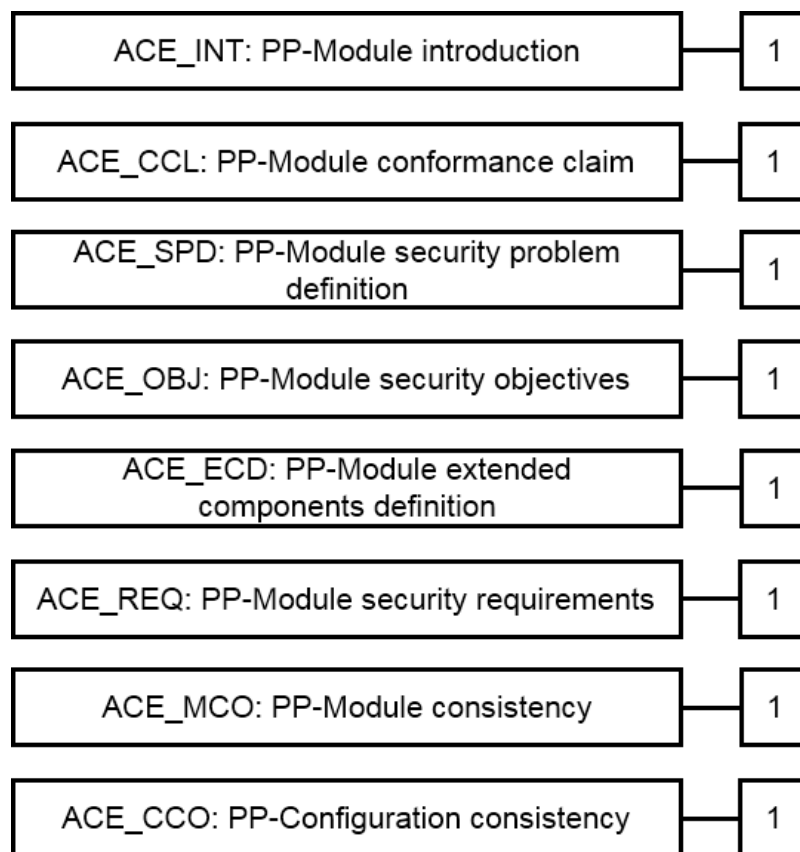 ACE_INT: PP-Module introduction 1
ACE_CCL: PP-Module conformance claim 1
ACE_SPD: PP-Module security problem
definition 1
ACE_OBJ: PP-Module security objectives 1
ACE_ECD: PP-Module extended
components definition 1
ACE_REQ: PP-Module security requirements 1
ACE_MCO: PP-Module consistency 1
ACE_CCO: PP-Configuration consistency 1